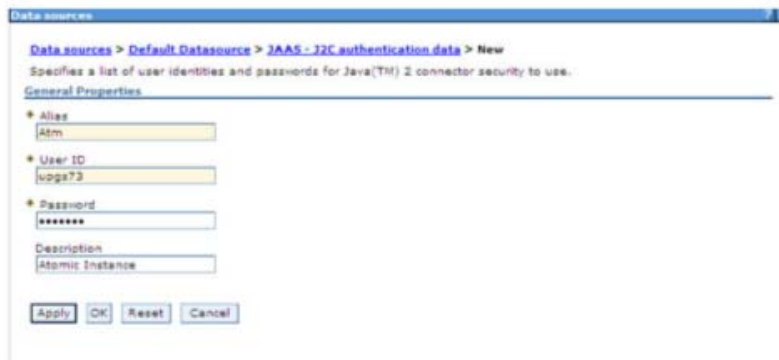 Data sources
?
Data sources > Default Datasource > JAAS - J2C authentication data > New
Specifies a list of user identities and passwords for Java(TM) 2 connector security to use.
General Properties
Alias
Atm
User ID
upgs73
Password
•••••••
Description
Atomic Instance
Apply OK Reset Cancel